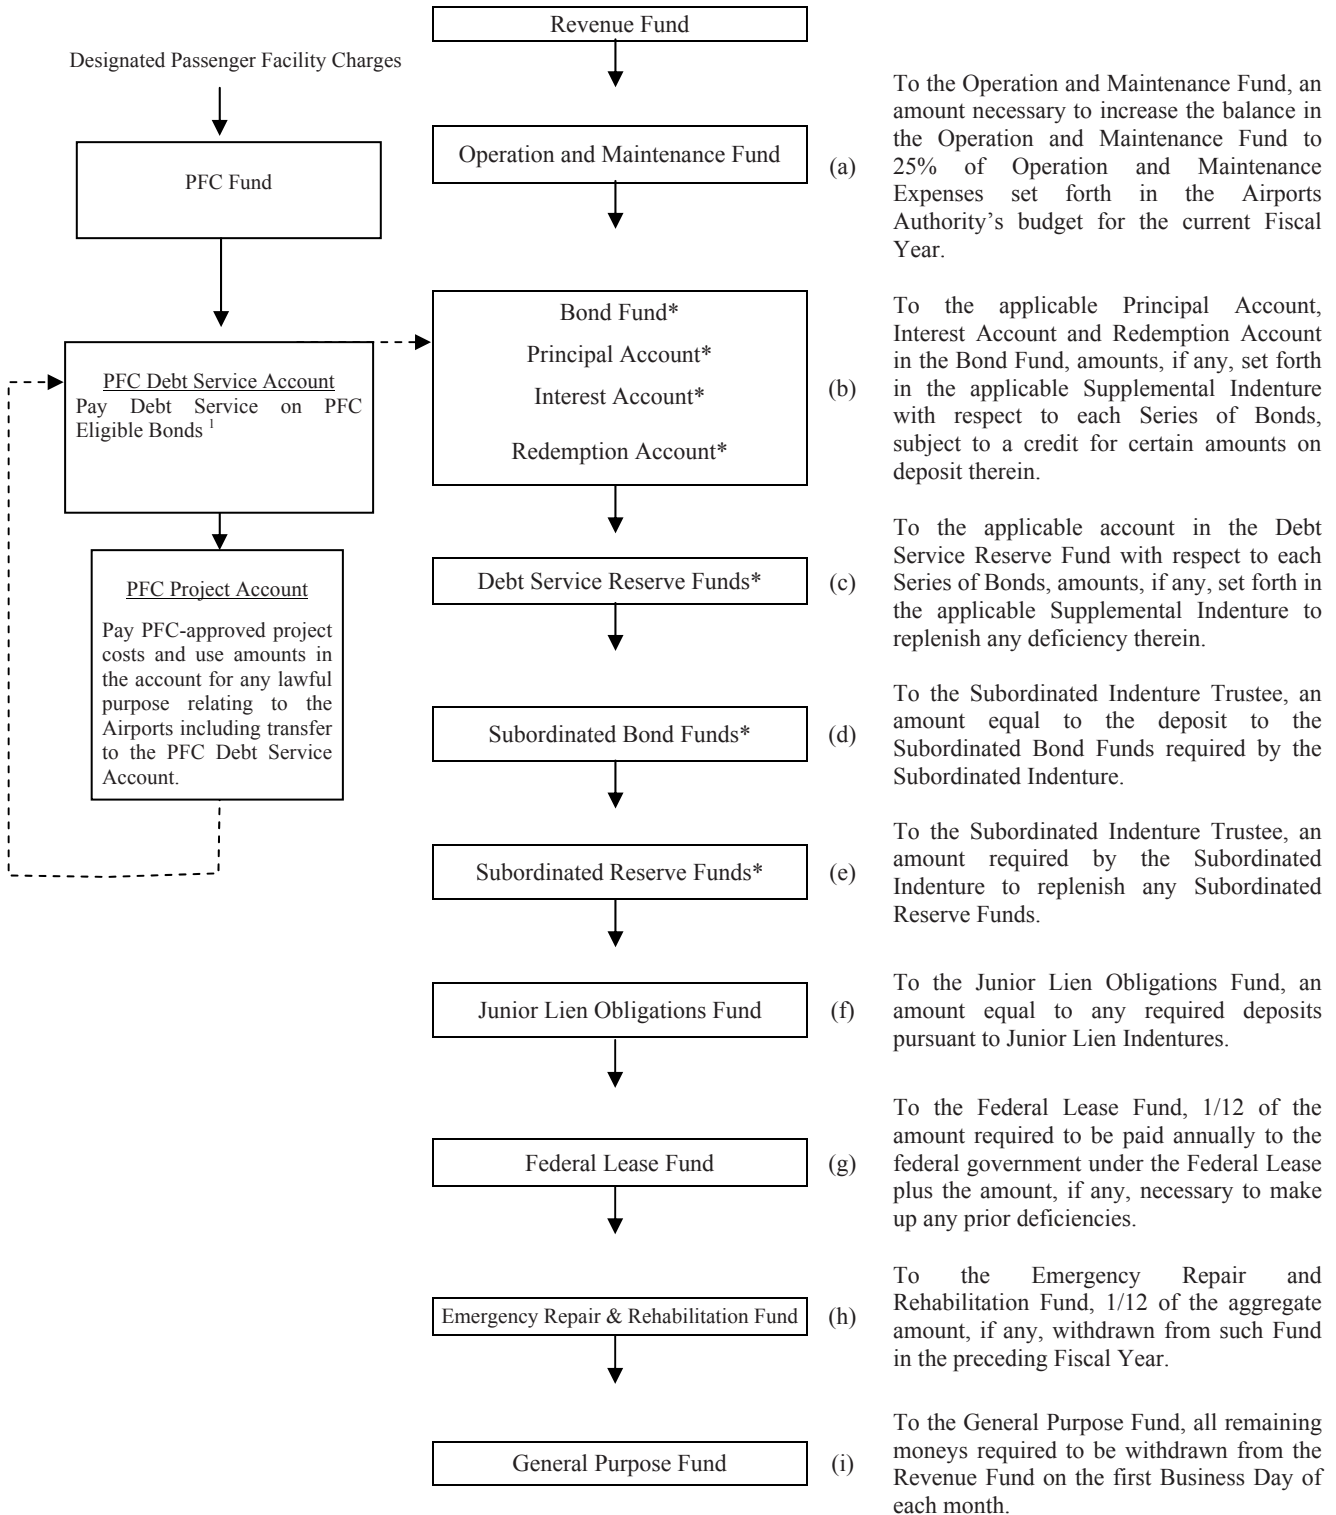 Revenue Fund
Designated Passenger Facility Charges
PFC Fund
Operation and Maintenance Fund
(a)
To the Operation and Maintenance Fund, an
amount necessary to increase the balance in
the Operation and Maintenance Fund to
25% of Operation and Maintenance
Expenses set forth in the Airports
Authority’s budget for the current Fiscal
Year.
PFC Debt Service Account
Pay Debt Service on PFC
Eligible Bonds 1
Bond Fund*
Principal Account*
Interest Account*
Redemption Account*
(b)
To the applicable Principal Account,
Interest Account and Redemption Account
in the Bond Fund, amounts, if any, set forth
in the applicable Supplemental Indenture
with respect to each Series of Bonds,
subject to a credit for certain amounts on
deposit therein.
PFC Project Account
Pay PFC-approved project
costs and use amounts in
the account for any lawful
purpose relating to the
Airports including transfer
to the PFC Debt Service
Account.
Debt Service Reserve Funds*
(c)
To the applicable account in the Debt
Service Reserve Fund with respect to each
Series of Bonds, amounts, if any, set forth in
the applicable Supplemental Indenture to
replenish any deficiency therein.
Subordinated Bond Funds*
(d)
To the Subordinated Indenture Trustee, an
amount equal to the deposit to the
Subordinated Bond Funds required by the
Subordinated Indenture.
Subordinated Reserve Funds*
(e)
To the Subordinated Indenture Trustee, an
amount required by the Subordinated
Indenture to replenish any Subordinated
Reserve Funds.
Junior Lien Obligations Fund
(f)
To the Junior Lien Obligations Fund, an
amount equal to any required deposits
pursuant to Junior Lien Indentures.
Federal Lease Fund
(g)
To the Federal Lease Fund, 1/12 of the
amount required to be paid annually to the
federal government under the Federal Lease
plus the amount, if any, necessary to make
up any prior deficiencies.
Emergency Repair & Rehabilitation Fund
(h)
To the Emergency Repair and
Rehabilitation Fund, 1/12 of the aggregate
amount, if any, withdrawn from such Fund
in the preceding Fiscal Year.
General Purpose Fund
(i)
To the General Purpose Fund, all remaining
moneys required to be withdrawn from the
Revenue Fund on the first Business Day of
each month.